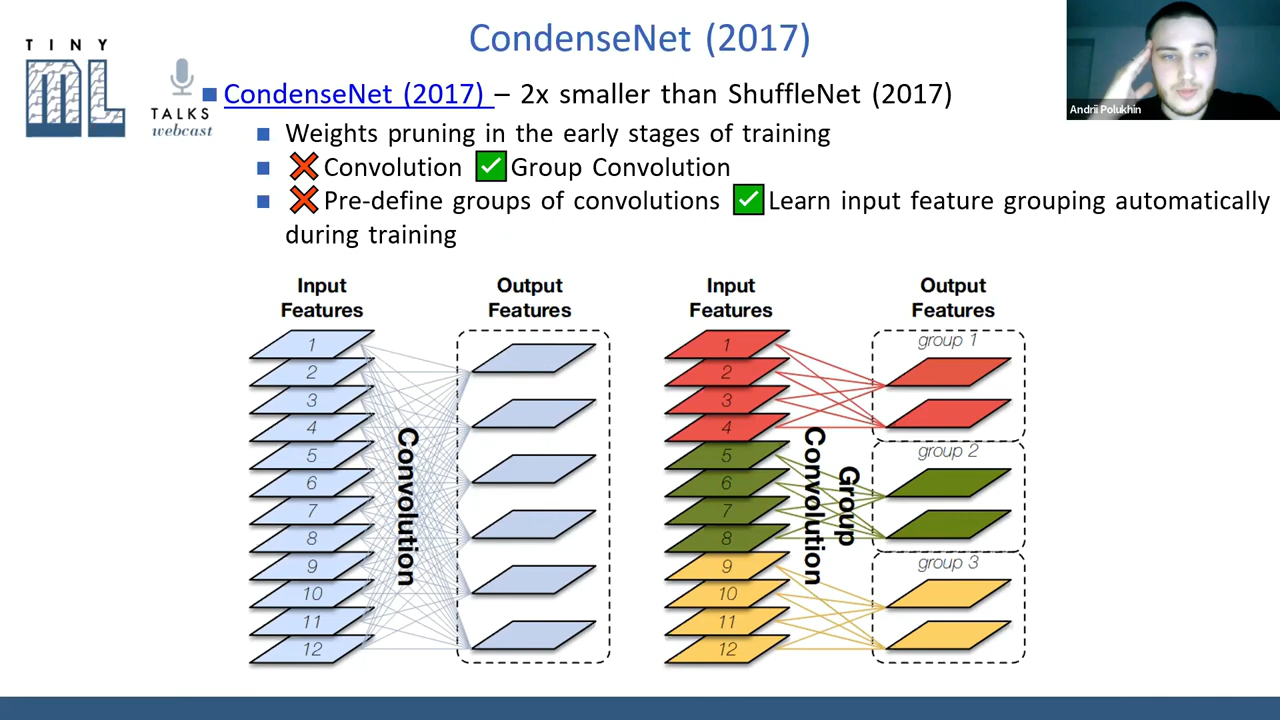 CondenseNet (2017)
TINY
ML
TALKS
webcast
Andrii Polukhin
CondenseNet (2017) – 2x smaller than ShuffleNet (2017)
Weights pruning in the early stages of training
❌ Convolution ✅ Group Convolution
❌ Pre-define groups of convolutions ✅ Learn input feature grouping automatically
during training
Input
Features
Output
Features
1
2
3
4
5
6
7
8
9
10
11
12
Convolution
Input
Features
Output
Features
1
2
3
4
5
6
7
8
9
10
11
12
Group
Convolution
group 1
group 2
group 3